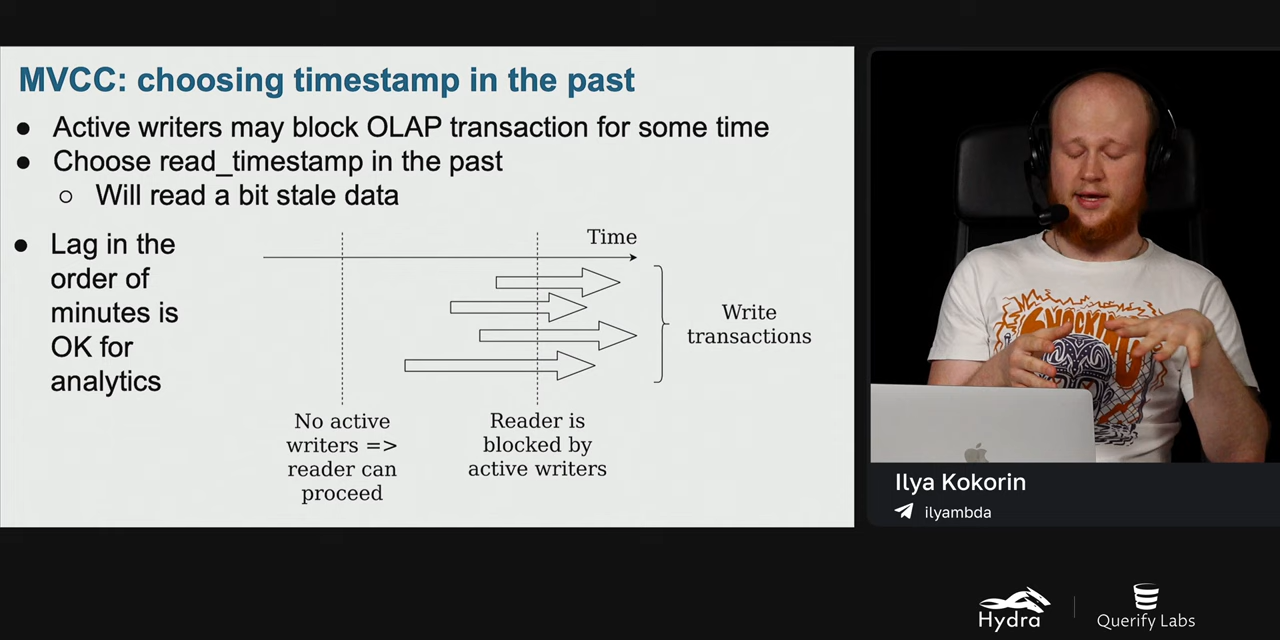 MVCC: choosing timestamp in the past
● Active writers may block OLAP transaction for some time
● Choose read_timestamp in the past
○ Will read a bit stale data
● Lag in the
order of
minutes is
OK for
analytics
Time
Write
transactions
No active
writers =>
reader can
proceed
Reader is
blocked by
active writers
Ilya Kokorin
ilyambda
Hydra
Querify Labs